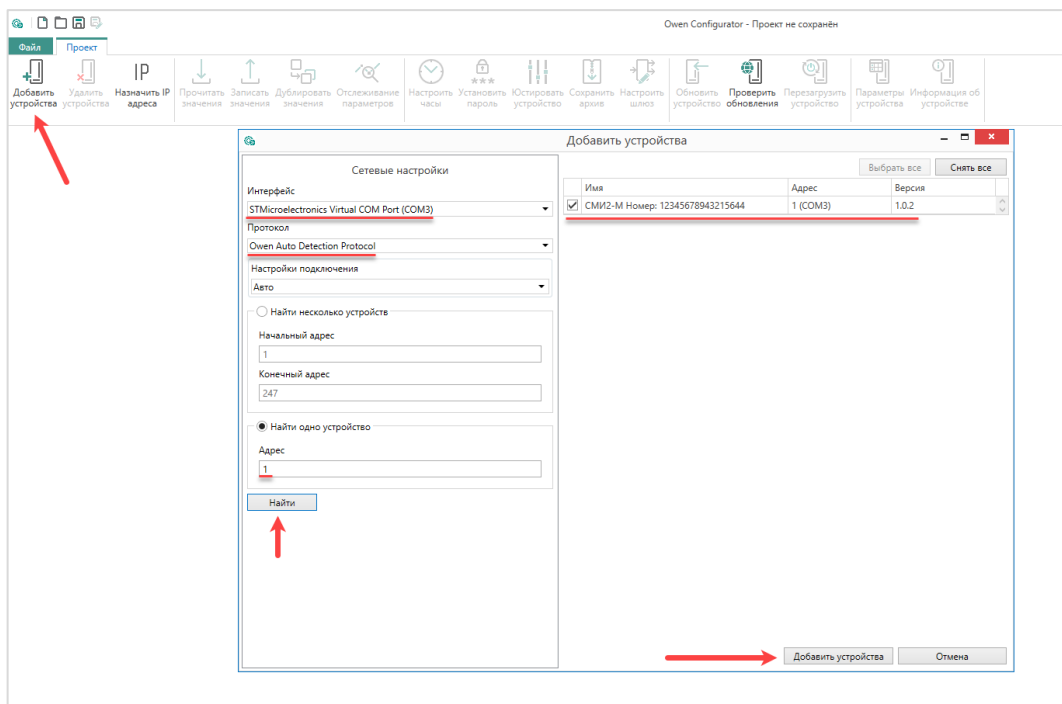 Owen Configurator - Проект не сохранён
Файл Проект
Добавить устройства
Удалить устройства
Назначить IP адреса
Прочитать значения
Записать значения
Дублировать значения
Отслеживание параметров
Настроить часы
Установить пароль
Юстировать устройство
Сохранить архив
Настроить шлюз
Обновить устройство
Проверить обновления
Перезагрузить устройство
Параметры устройства
Информация об устройстве
Добавить устройства
Сетевые настройки
Интерфейс
STMicroelectronics Virtual COM Port (COM3)
Протокол
Owen Auto Detection Protocol
Настройки подключения
Авто
Найти несколько устройств
Начальный адрес
1
Конечный адрес
247
Найти одно устройство
Адрес
1
Найти
Выбрать все Снять все
Имя Адрес Версия
СМИ2-М Номер: 12345678943215644 1 (COM3) 1.0.2
Добавить устройства Отмена